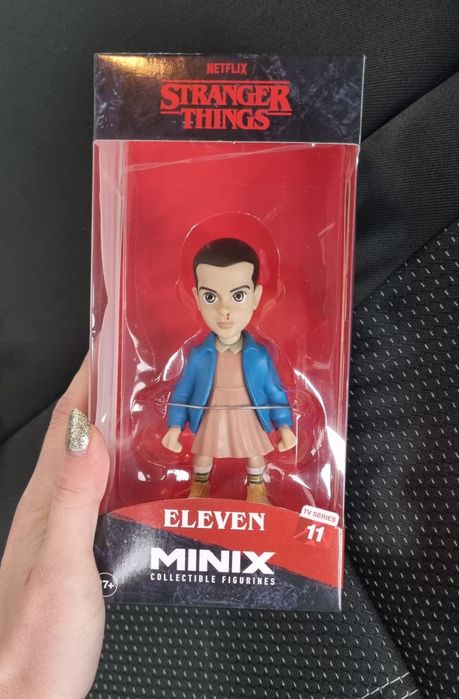 NETFLIX
STRANGER
THINGS
ELEVEN
TV SERIES
11
MINIX
COLLECTIBLE FIGURINES
7+